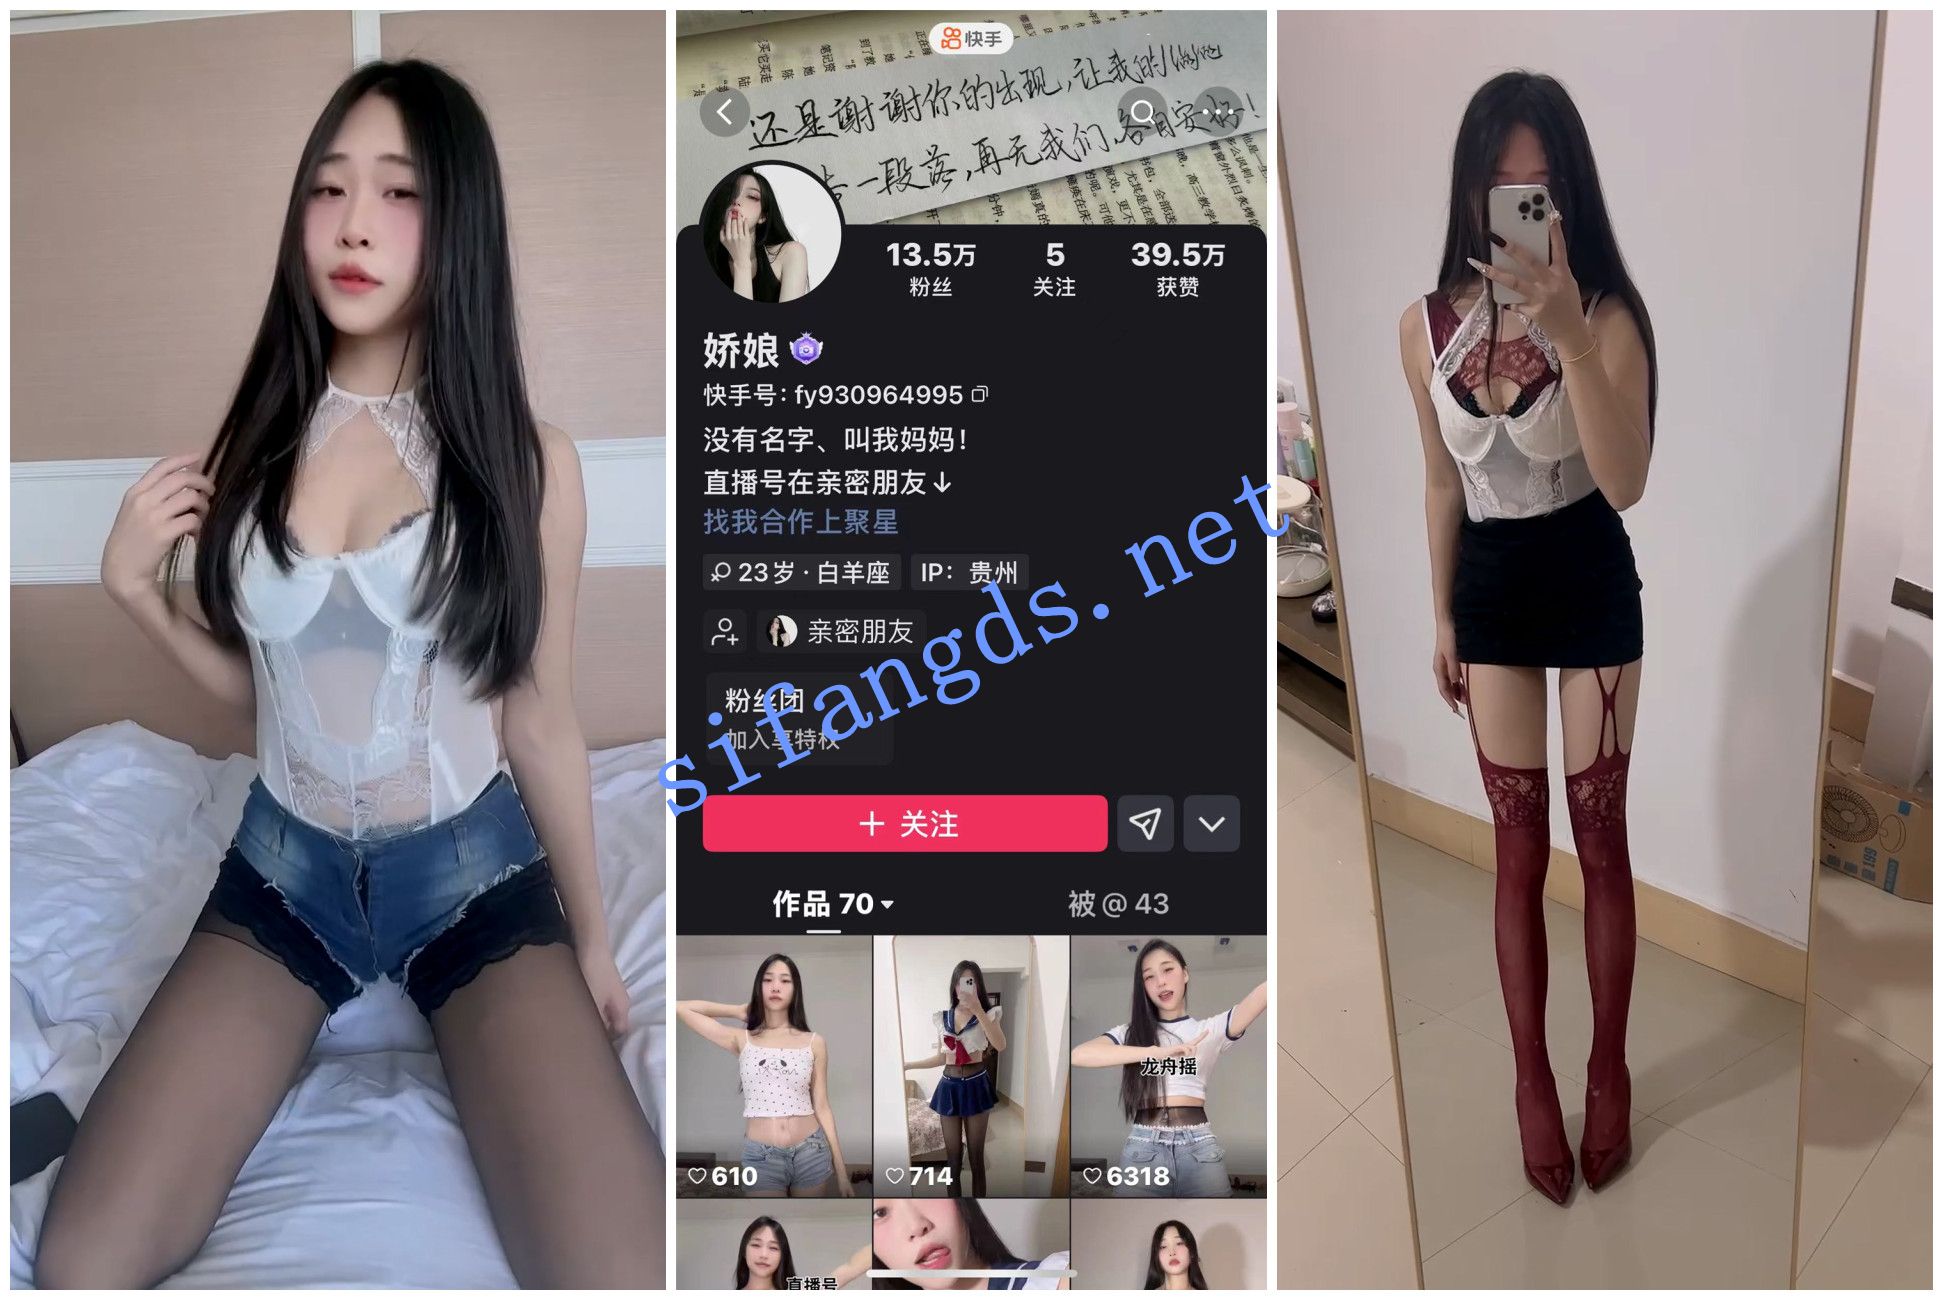 快手
还是谢谢你的出现,让我的
一段落,再无我们,各自安好!
13.5万
粉丝
5
关注
39.5万
获赞
娇娘
快手号: fy930964995
没有名字、叫我妈妈!
直播号在亲密朋友↓
找我合作上聚星
23岁·白羊座
IP: 贵州
亲密朋友
粉丝团
加入享特权
sifangds.net
+ 关注
作品 70
被@ 43
龙舟摇
610
714
6318
直播号